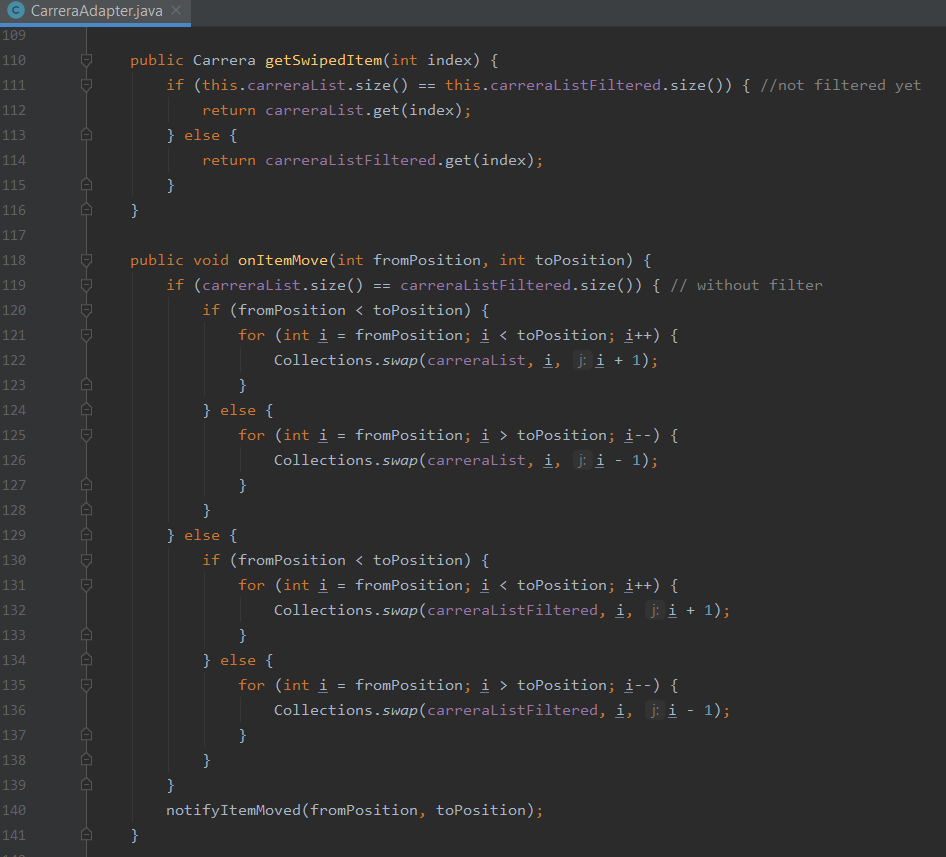 CarreraAdapter.java
109
110 public Carrera getSwipedItem(int index) {
111 if (this.carreraList.size() == this.carreraListFiltered.size()) { //not filtered yet
112 return carreraList.get(index);
113 } else {
114 return carreraListFiltered.get(index);
115 }
116 }
117
118 public void onItemMove(int fromPosition, int toPosition) {
119 if (carreraList.size() == carreraListFiltered.size()) { // without filter
120 if (fromPosition < toPosition) {
121 for (int i = fromPosition; i < toPosition; i++) {
122 Collections.swap(carreraList, i, j: i + 1);
123 }
124 } else {
125 for (int i = fromPosition; i > toPosition; i--) {
126 Collections.swap(carreraList, i, j: i - 1);
127 }
128 }
129 } else {
130 if (fromPosition < toPosition) {
131 for (int i = fromPosition; i < toPosition; i++) {
132 Collections.swap(carreraListFiltered, i, j: i + 1);
133 }
134 } else {
135 for (int i = fromPosition; i > toPosition; i--) {
136 Collections.swap(carreraListFiltered, i, j: i - 1);
137 }
138 }
139 }
140 notifyItemMoved(fromPosition, toPosition);
141 }